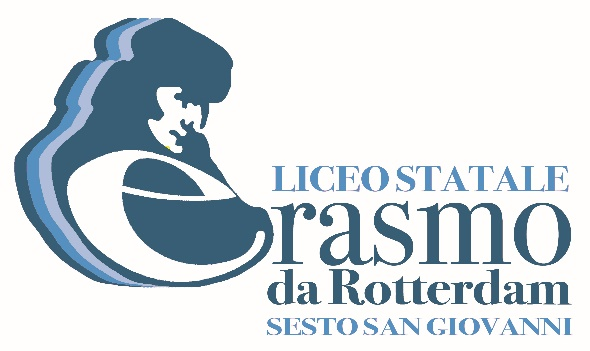 LICEO STATALE
erasmo
da Rotterdam
SESTO SAN GIOVANNI